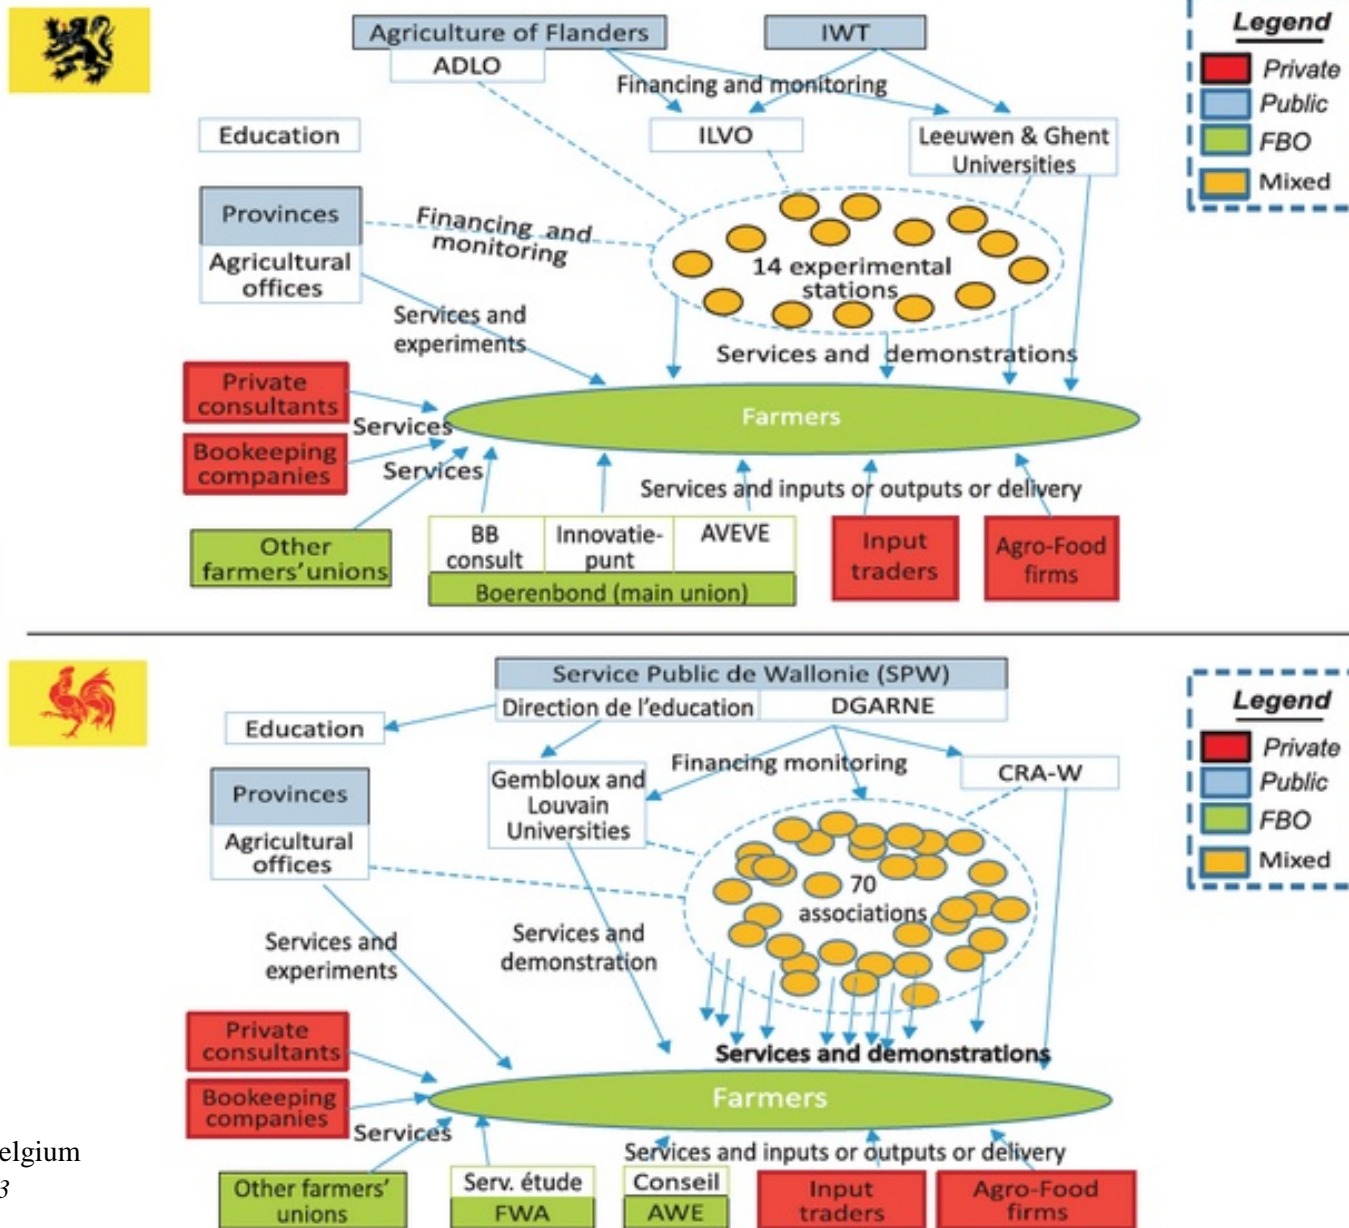 Agriculture of Flanders
IWT
Legend
ADLO
Private
Financing and monitoring
Public
Education
ILVO
Leeuwen & Ghent
Universities
FBO
Mixed
Provinces
Financing and
monitoring
Agricultural
offices
14 experimental
stations
Services and
experiments
Services and demonstrations
Private
consultants
Farmers
Services
Bookeeping
companies
Services
Services and inputs or outputs or delivery
Other
farmers' unions
BB
consult
Innovatie-
punt
AVEVE
Boerenbond (main union)
Input
traders
Agro-Food
firms
Service Public de Wallonie (SPW)
Direction de l'education
DGARNE
Legend
Education
Private
Financing monitoring
CRA-W
Public
Provinces
Gembloux and
Louvain
Universities
FBO
Agricultural
offices
Mixed
70
associations
Services and
experiments
Services and
demonstration
Private
consultants
Services and demonstrations
Bookeeping
companies
Farmers
Services
elgium
3
Services and inputs or outputs or delivery
Other farmers'
unions
Serv. étude
FWA
Conseil
AWE
Input
traders
Agro-Food
firms